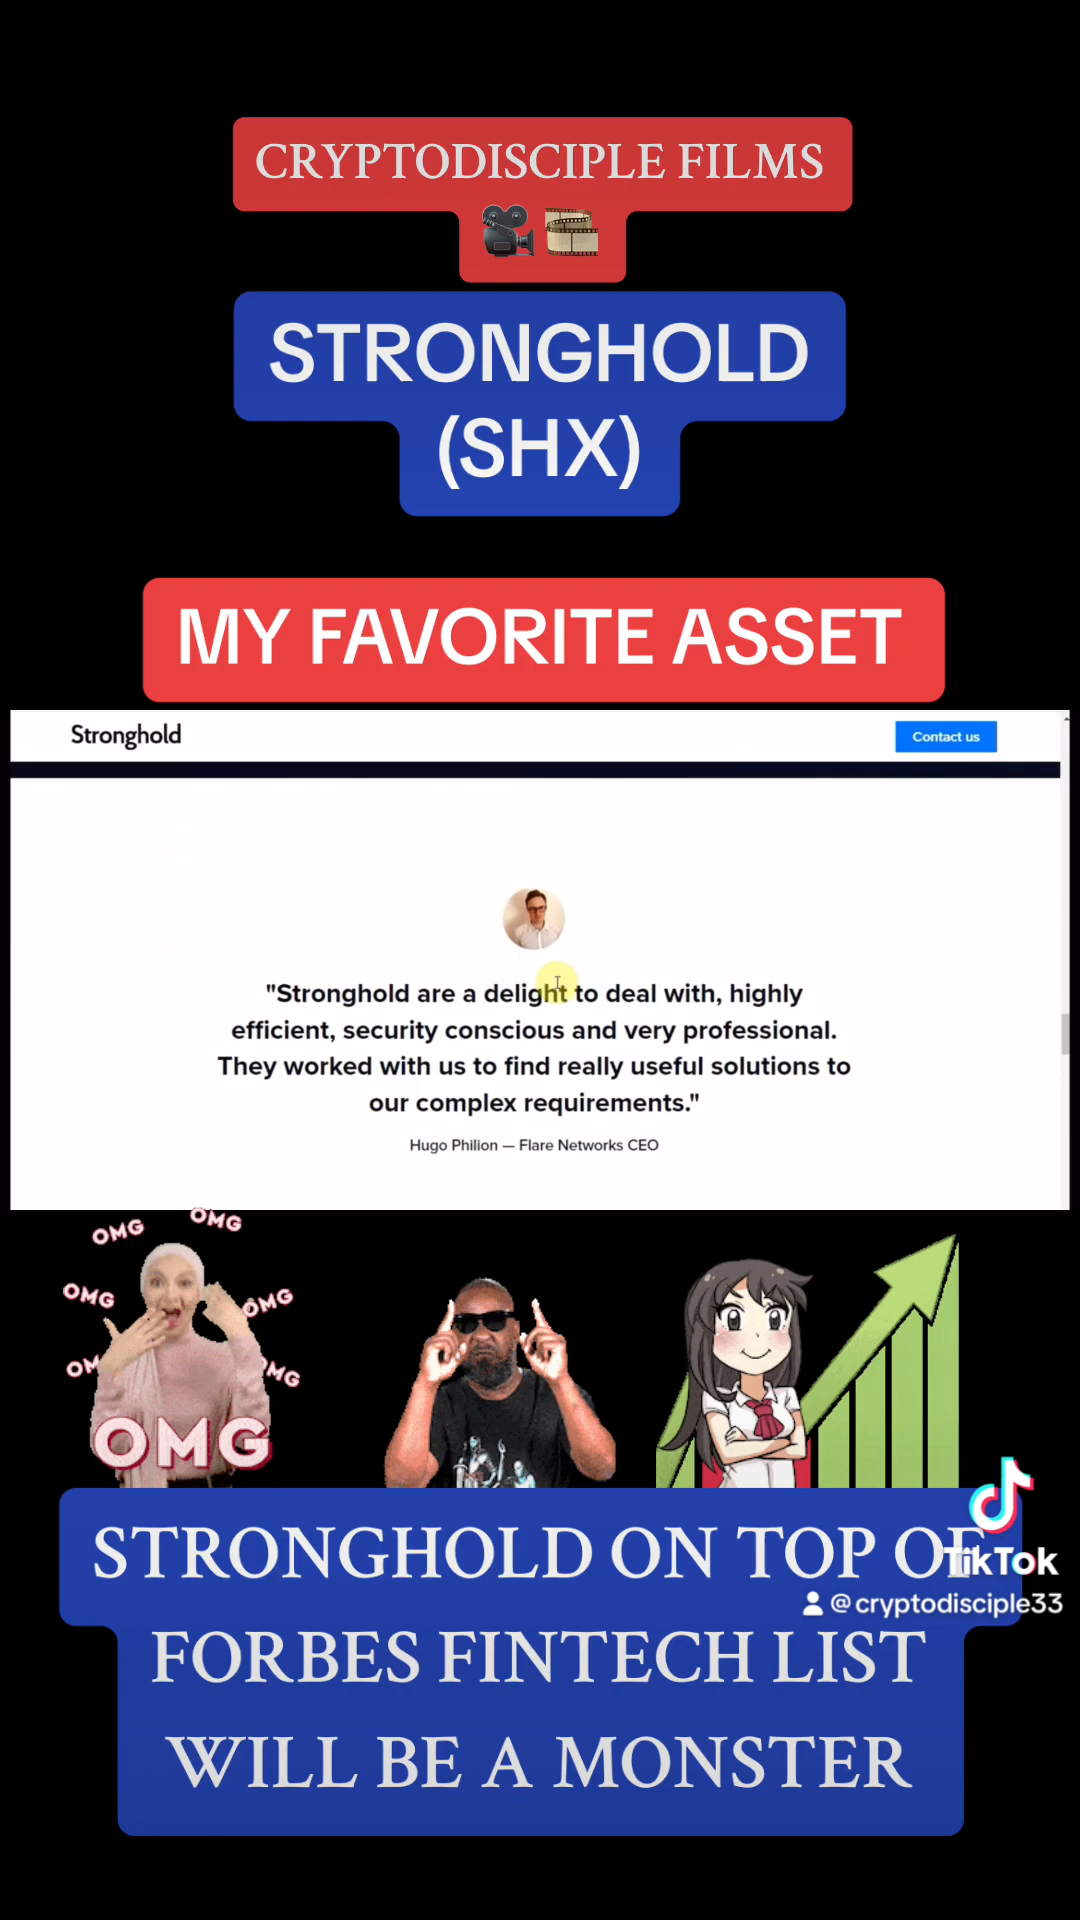 CRYPTODISCIPLE FILMS
STRONGHOLD
(SHX)
MY FAVORITE ASSET
Stronghold
Contact us
"Stronghold are a delight to deal with, highly
efficient, security conscious and very professional.
They worked with us to find really useful solutions to
our complex requirements."
Hugo Philion — Flare Networks CEO
OMG
OMG
OMG
OMG
OMG
OMG
OMG
STRONGHOLD ON TOP OF
TikTok
@cryptodisciple33
FORBES FINTECH LIST
WILL BE A MONSTER